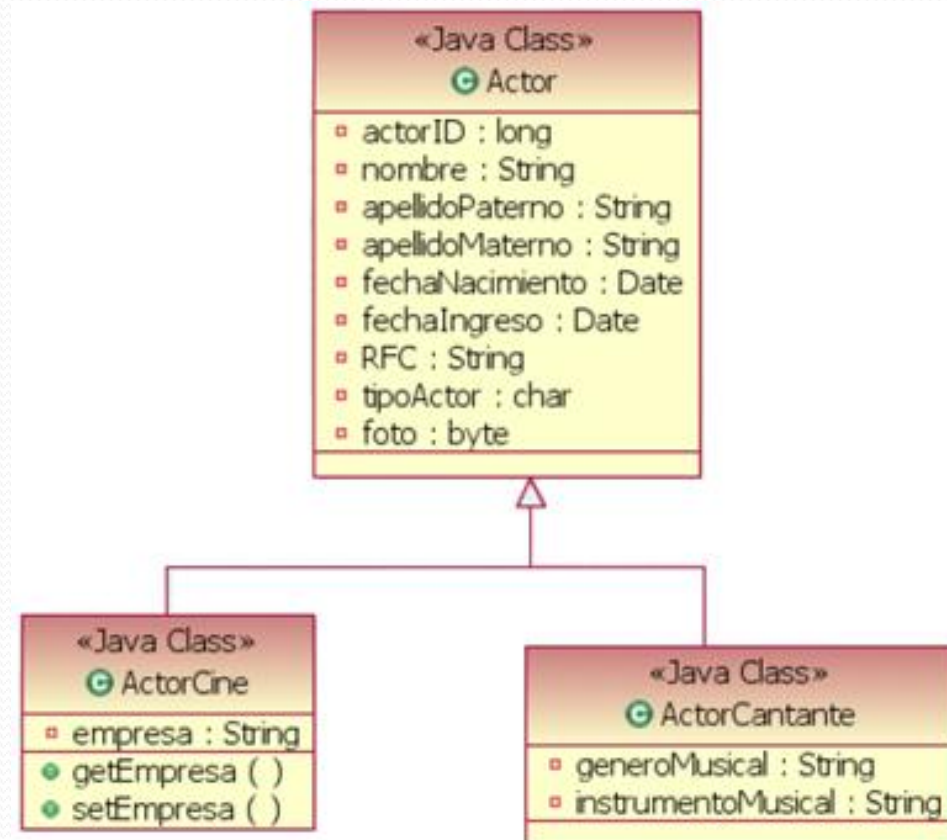 «Java Class»
Actor
actorID : long
nombre : String
apellidoPaterno : String
apellidoMaterno : String
fechaNacimiento : Date
fechaIngreso : Date
RFC : String
tipoActor : char
foto : byte
«Java Class»
ActorCine
empresa : String
getEmpresa ( )
setEmpresa ( )
«Java Class»
ActorCantante
generoMusical : String
instrumentoMusical : String